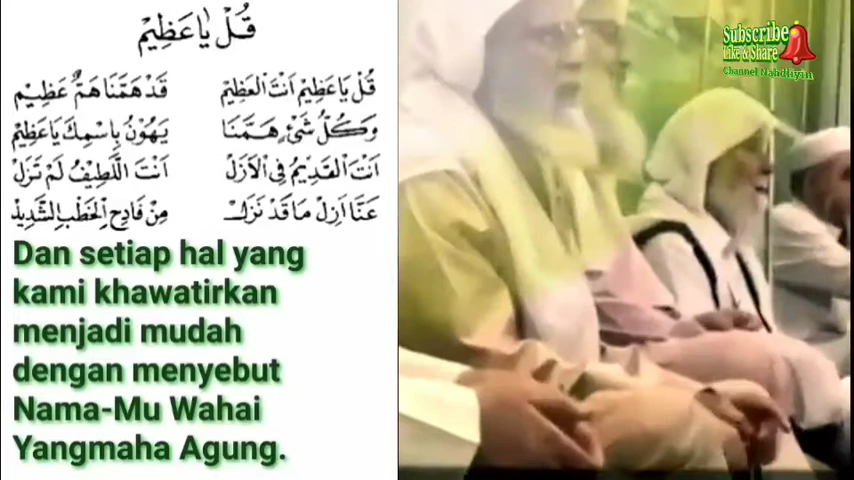 قُلْ يَا عَظِيْمُ
قُلْ يَا عَظِيْمُ اَنْتَ الْعَظِيْمُ قَدْ هَمَّنَا هَمٌّ عَظِيْمٌ
وَكُلُّ شَيْءٍ هَمَّنَا يَهُوْنُ بِاسْمِكَ يَا عَظِيْمُ
اَنْتَ الْقَدِيْمُ فِى الْاَزَلْ اَنْتَ اللَّطِيْفُ لَمْ تَزَلْ
عَنَّا اَزِلْ مَا قَدْ نَزَلْ مِنْ فَادِحِ الْخَطْبِ الشَّدِيْدْ
Dan setiap hal yang
kami khawatirkan
menjadi mudah
dengan menyebut
Nama-Mu Wahai
Yangmaha Agung.
Subscribe
Like & Share
Channel Nahdliyin